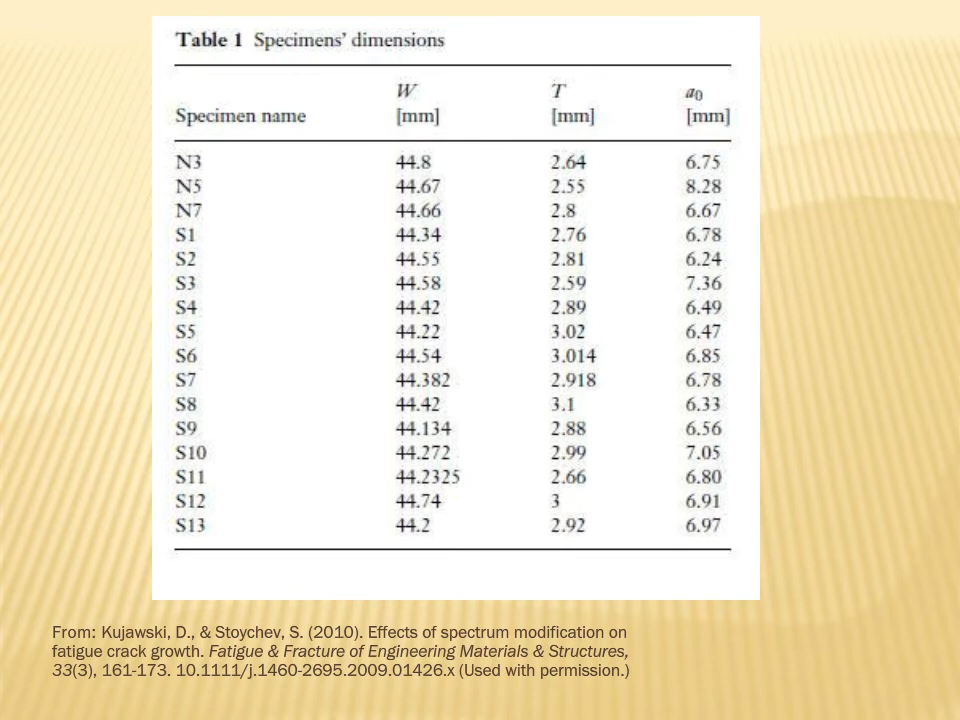 Table 1 Specimens’ dimensions
W T a0
Specimen name [mm] [mm] [mm]
N3 44.8 2.64 6.75
N5 44.67 2.55 8.28
N7 44.66 2.8 6.67
S1 44.34 2.76 6.78
S2 44.55 2.81 6.24
S3 44.58 2.59 7.36
S4 44.42 2.89 6.49
S5 44.22 3.02 6.47
S6 44.54 3.014 6.85
S7 44.382 2.918 6.78
S8 44.42 3.1 6.33
S9 44.134 2.88 6.56
S10 44.272 2.99 7.05
S11 44.2325 2.66 6.80
S12 44.74 3 6.91
S13 44.2 2.92 6.97
From: Kujawski, D., & Stoychev, S. (2010). Effects of spectrum modification on
fatigue crack growth. Fatigue & Fracture of Engineering Materials & Structures,
33(3), 161-173. 10.1111/j.1460-2695.2009.01426.x (Used with permission.)